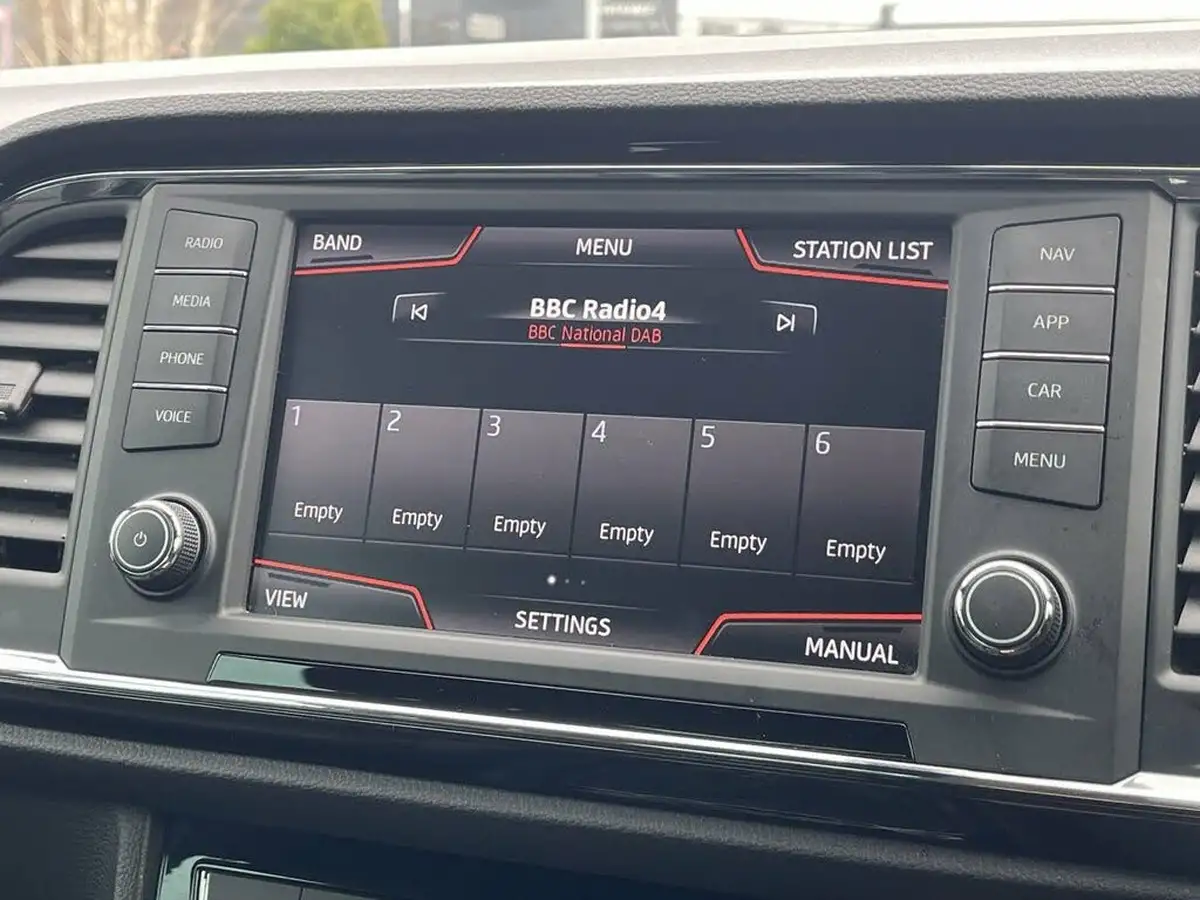 RADIO
MEDIA
PHONE
VOICE
BAND
MENU
STATION LIST
BBC Radio4
BBC National DAB
1
2
3
4
5
6
Empty
Empty
Empty
Empty
Empty
Empty
VIEW
SETTINGS
MANUAL
NAV
APP
CAR
MENU